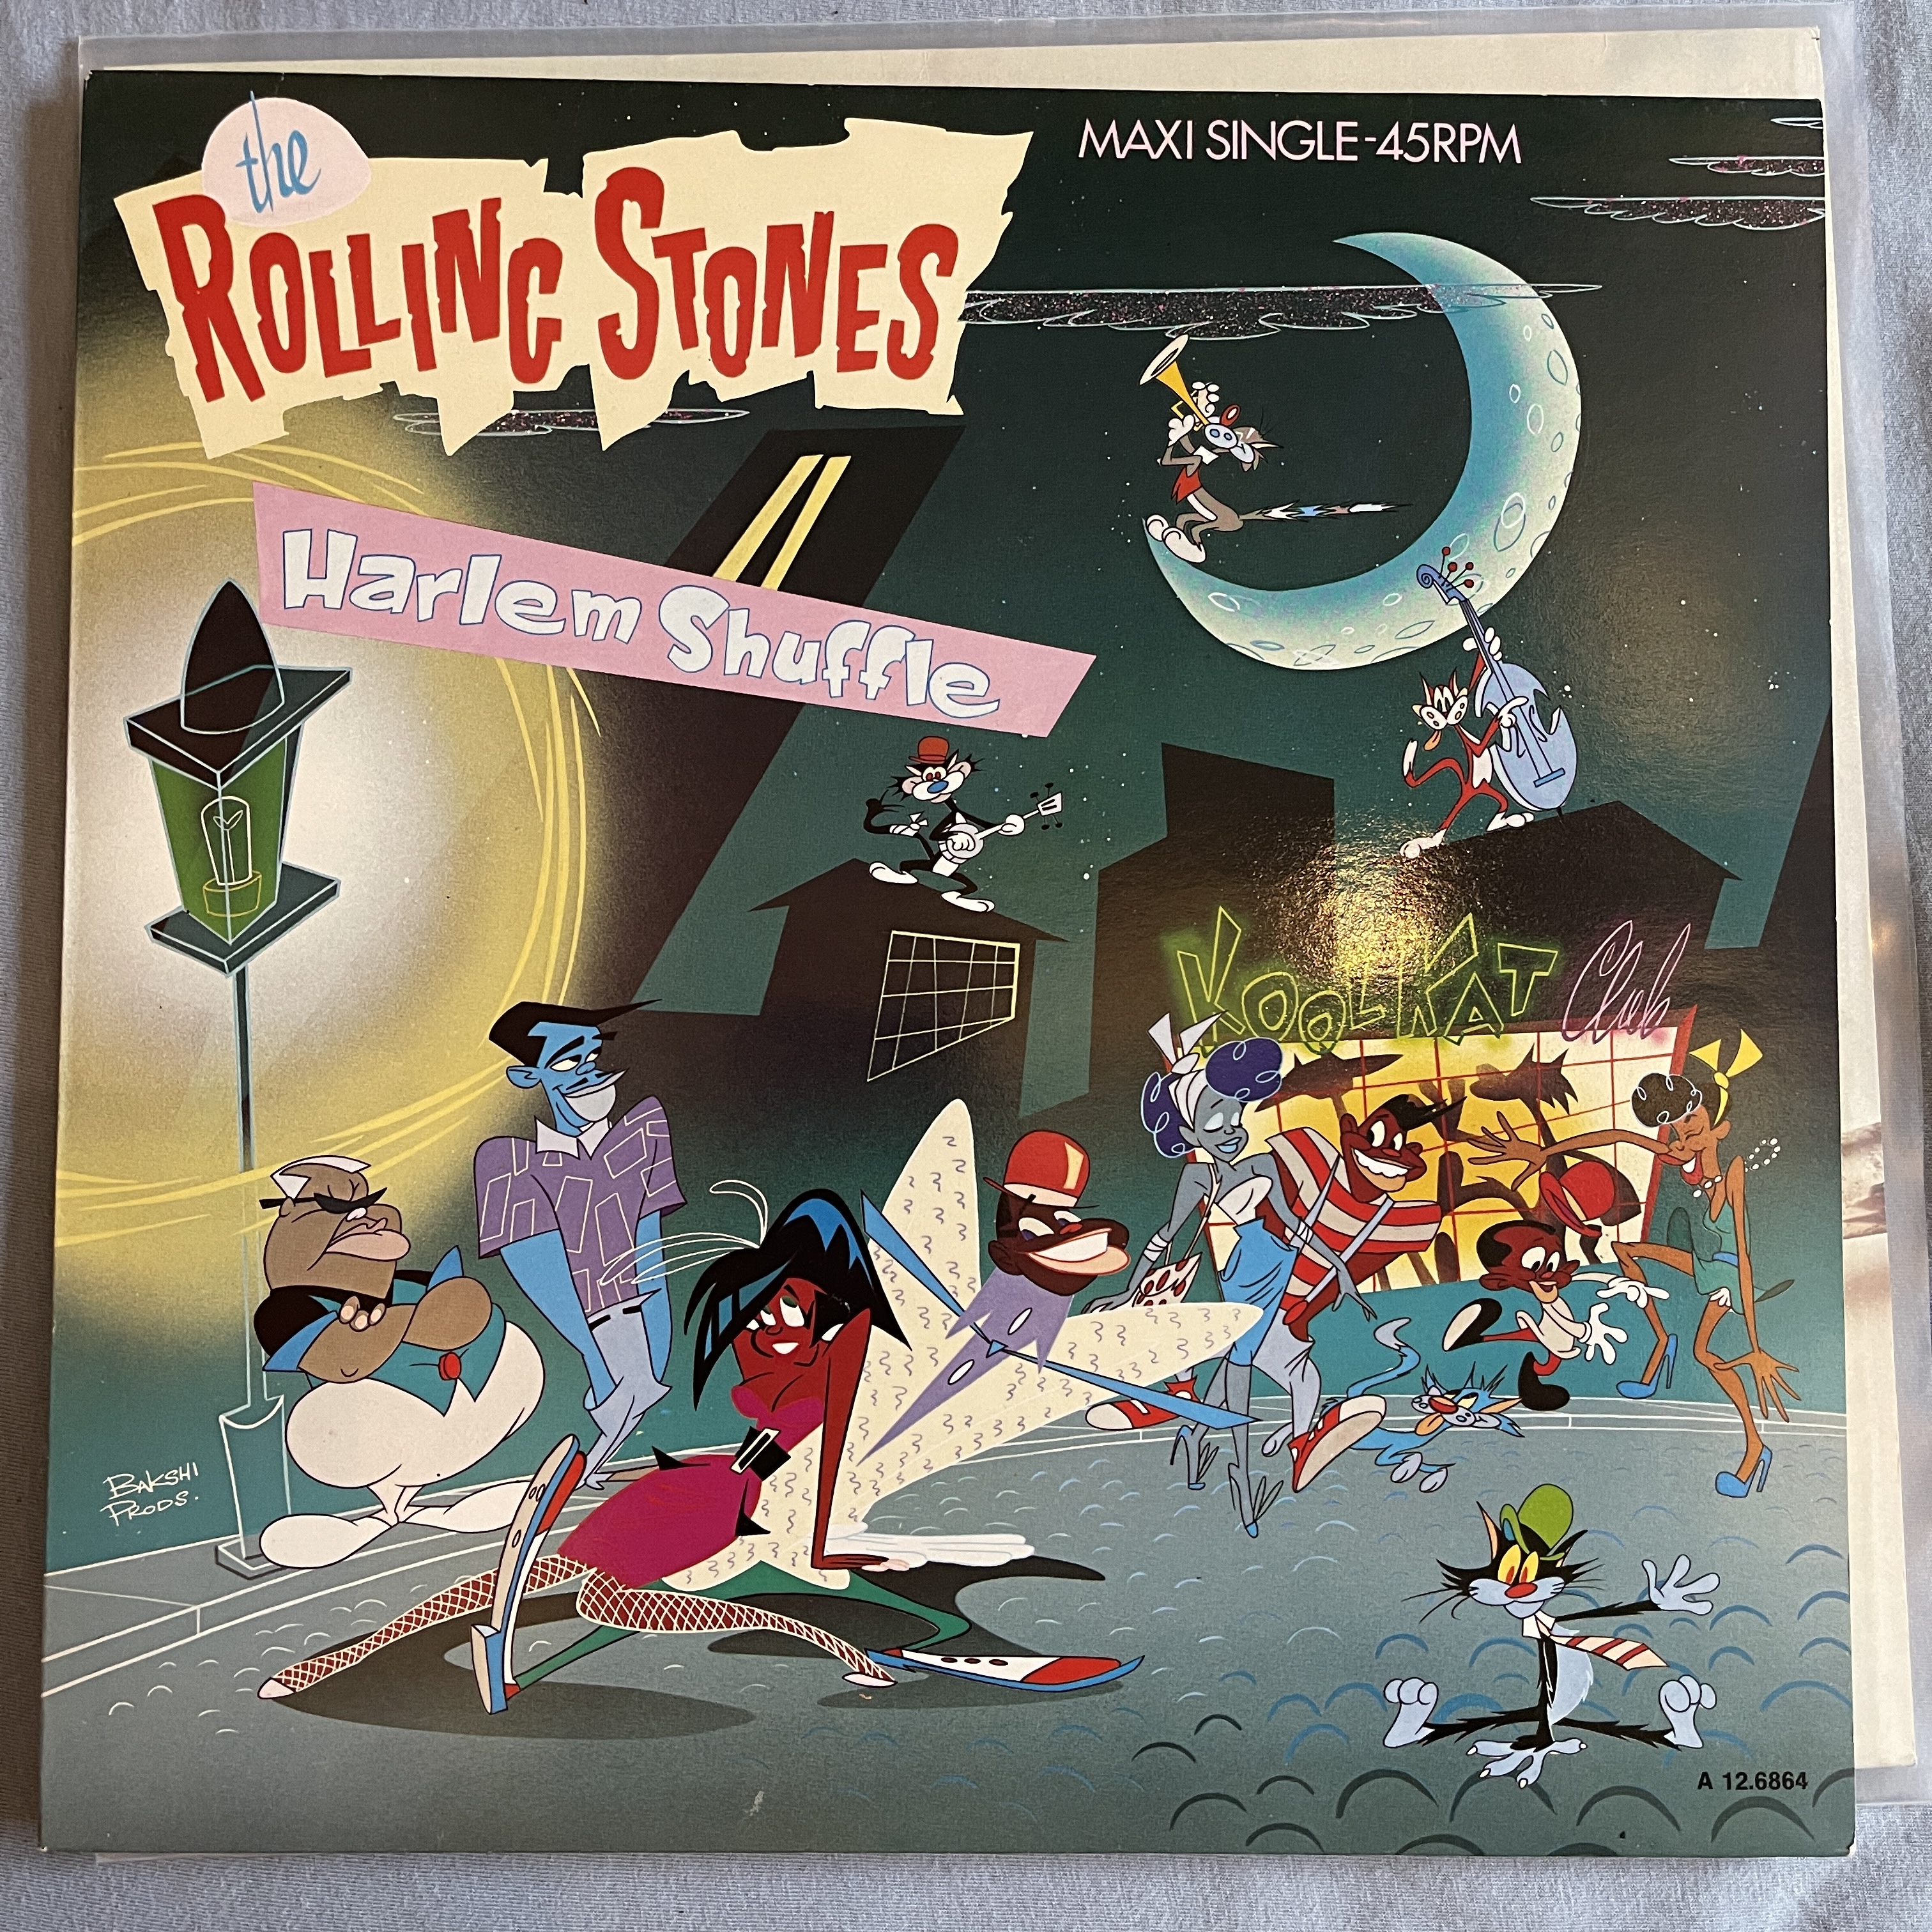 the
ROLLING STONES
MAXI SINGLE-45RPM
Harlem Shuffle
KOOL KAT Club
BAKSHI
PRODS.
A 12.6864